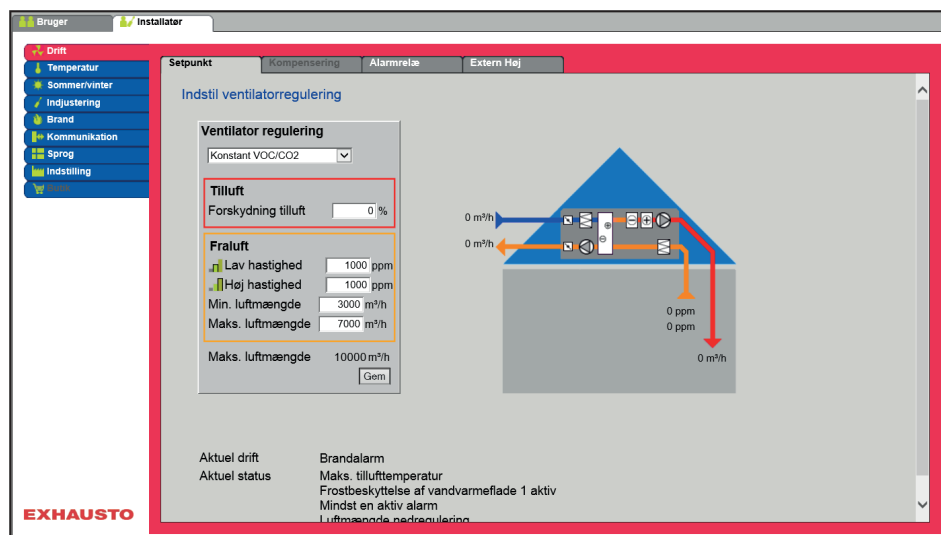 Bruger
Installatør
Drift
Temperatur
Sommer/vinter
Indjustering
Brand
Kommunikation
Sprog
Indstilling
Butik
Setpunkt
Kompensering
Alarmrelæ
Extern Høj
Indstil ventilatorregulering
Ventilator regulering
Konstant VOC/CO2
Tilluft
Forskydning tilluft 0 %
Fraluft
Lav hastighed 1000 ppm
Høj hastighed 1000 ppm
Min. luftmængde 3000 m³/h
Maks. luftmængde 7000 m³/h
Maks. luftmængde 10000 m³/h
Gem
0 m³/h
0 m³/h
0 ppm
0 ppm
0 m³/h
Aktuel drift Brandalarm
Aktuel status Maks. tillufttemperatur
Frostbeskyttelse af vandvarmeflade 1 aktiv
Mindst en aktiv alarm
Luftmængde nedregulering
EXHAUSTO